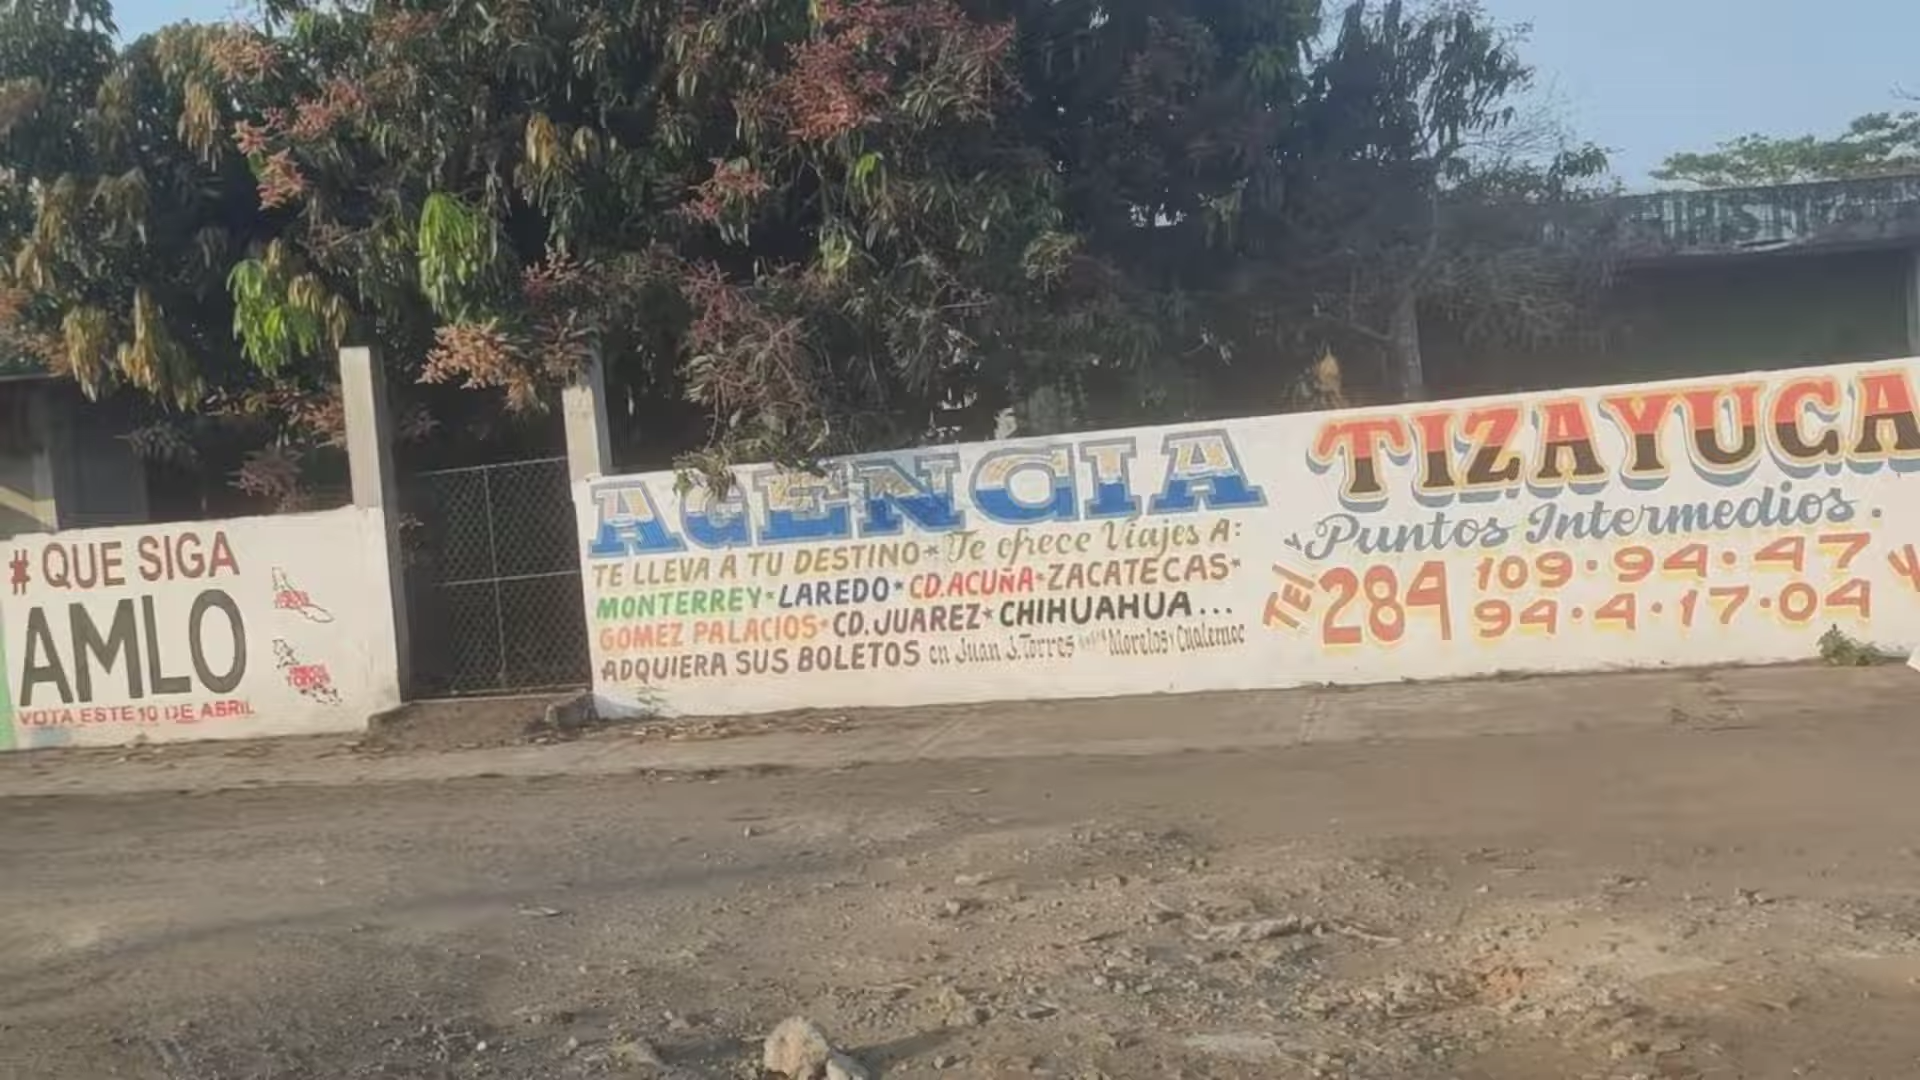 # QUE SIGA
AMLO
VOTA ESTE 10 DE ABRIL
AGENCIA
TE LLEVA A TU DESTINO * Te ofrece Viajes A:
MONTERREY * LAREDO * CD. ACUÑA * ZACATECAS *
GOMEZ PALACIOS * CD. JUAREZ * CHIHUAHUA...
ADQUIERA SUS BOLETOS en Juan J. Torres Morelos y Cualemoc
TIZAYUCA
y Puntos Intermedios.
Tel 284 109·94·47
94·4·17·04